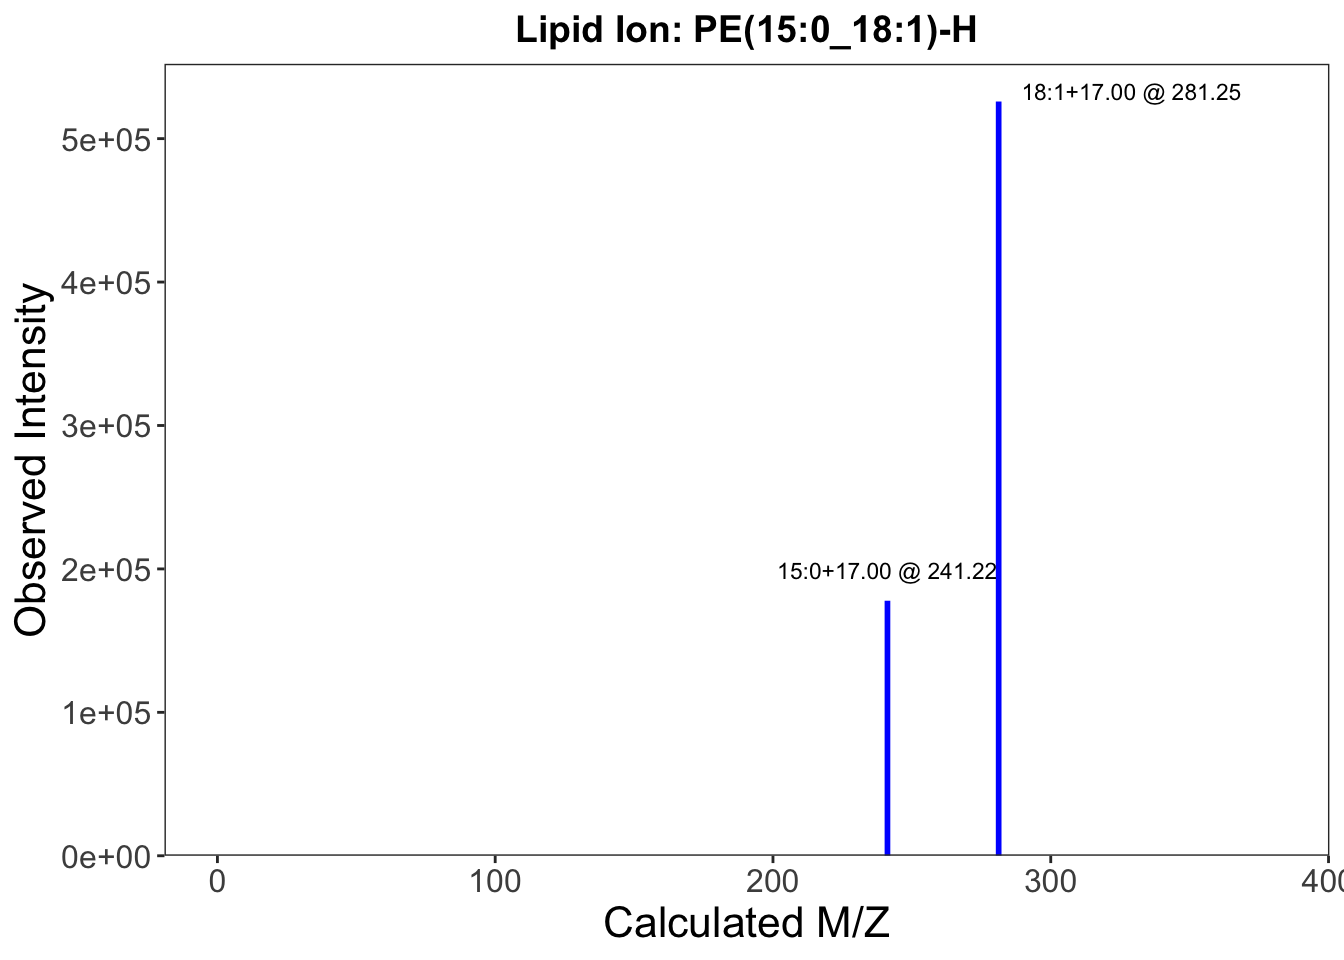 Lipid Ion: PE(15:0_18:1)-H
18:1+17.00 @ 281.25
5e+05
4e+05
3e+05
15:0+17.00 @ 241.22
2e+05
1e+05
0e+00
Observed Intensity
0
100
200
300
400
Calculated M/Z